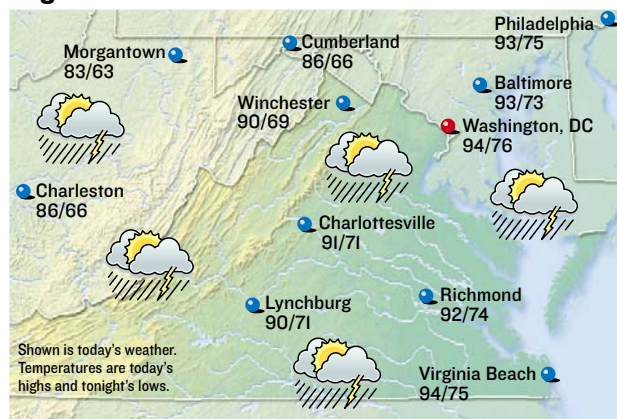 Philadelphia
93/75
Morgantown
83/63
Cumberland
86/66
Baltimore
93/73
Winchester
90/69
Washington, DC
94/76
Charleston
86/66
Charlottesville
91/71
Lynchburg
90/71
Richmond
92/74
Shown is today's weather.
Temperatures are today's
highs and tonight's lows.
Virginia Beach
94/75